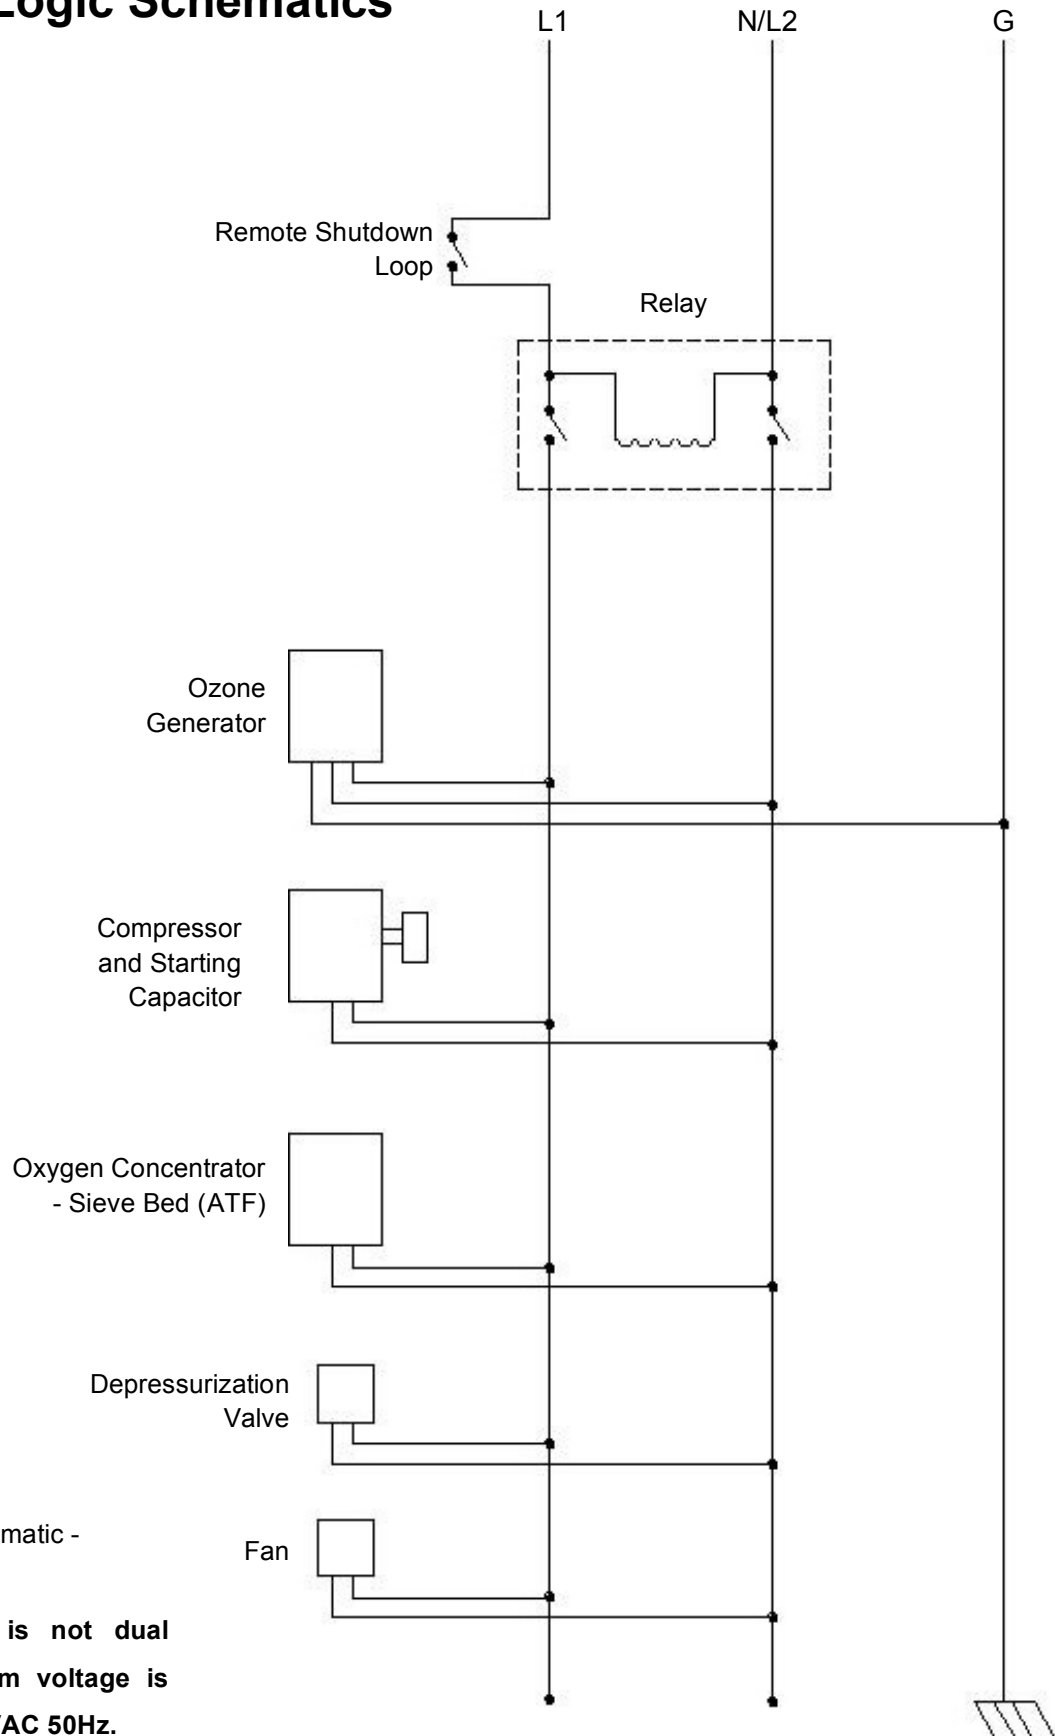 Logic Schematics
L1
N/L2
G
Remote Shutdown
Loop
Relay
Ozone
Generator
Compressor
and Starting
Capacitor
Oxygen Concentrator
- Sieve Bed (ATF)
Depressurization
Valve
Fan
matic -
is not dual
m voltage is
VAC 50Hz.